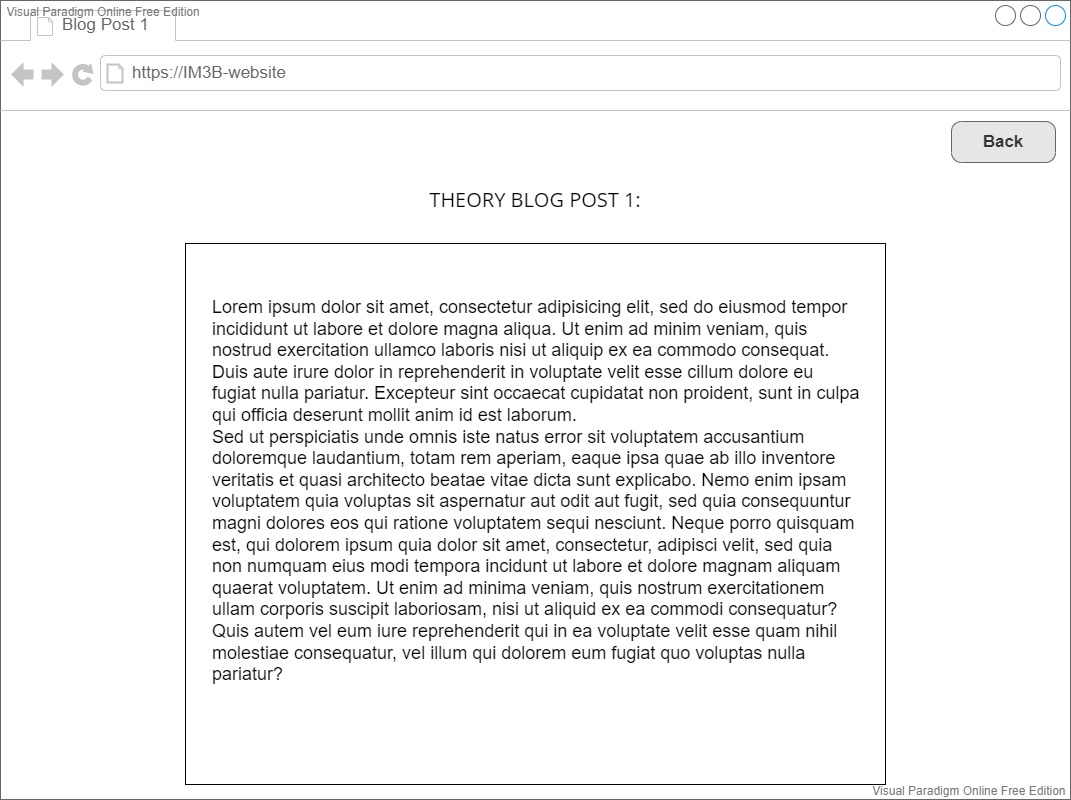 Visual Paradigm Online Free Edition
Blog Post 1
https://IM3B-website
Back
THEORY BLOG POST 1:
Lorem ipsum dolor sit amet, consectetur adipisicing elit, sed do eiusmod tempor
incididunt ut labore et dolore magna aliqua. Ut enim ad minim veniam, quis
nostrud exercitation ullamco laboris nisi ut aliquip ex ea commodo consequat.
Duis aute irure dolor in reprehenderit in voluptate velit esse cillum dolore eu
fugiat nulla pariatur. Excepteur sint occaecat cupidatat non proident, sunt in culpa
qui officia deserunt mollit anim id est laborum.
Sed ut perspiciatis unde omnis iste natus error sit voluptatem accusantium
doloremque laudantium, totam rem aperiam, eaque ipsa quae ab illo inventore
veritatis et quasi architecto beatae vitae dicta sunt explicabo. Nemo enim ipsam
voluptatem quia voluptas sit aspernatur aut odit aut fugit, sed quia consequuntur
magni dolores eos qui ratione voluptatem sequi nesciunt. Neque porro quisquam
est, qui dolorem ipsum quia dolor sit amet, consectetur, adipisci velit, sed quia
non numquam eius modi tempora incidunt ut labore et dolore magnam aliquam
quaerat voluptatem. Ut enim ad minima veniam, quis nostrum exercitationem
ullam corporis suscipit laboriosam, nisi ut aliquid ex ea commodi consequatur?
Quis autem vel eum iure reprehenderit qui in ea voluptate velit esse quam nihil
molestiae consequatur, vel illum qui dolorem eum fugiat quo voluptas nulla
pariatur?
Visual Paradigm Online Free Edition